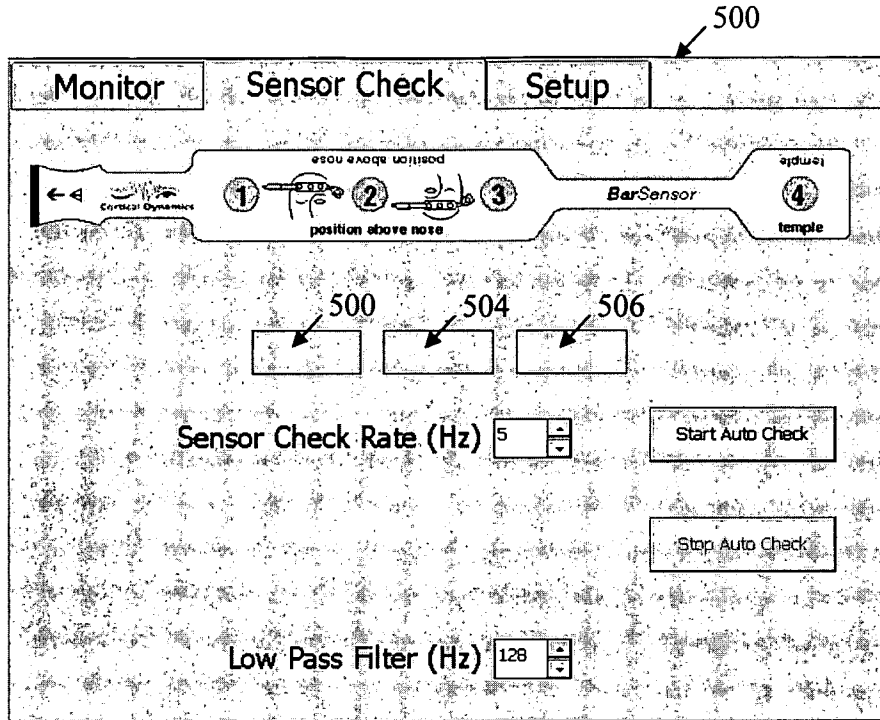 500
Monitor Sensor Check Setup
position above nose temple
Cortical Dynamics 1 2 3 BarSensor 4
position above nose temple
500 504 506
Sensor Check Rate (Hz) 5 Start Auto Check
Stop Auto Check
Low Pass Filter (Hz) 128